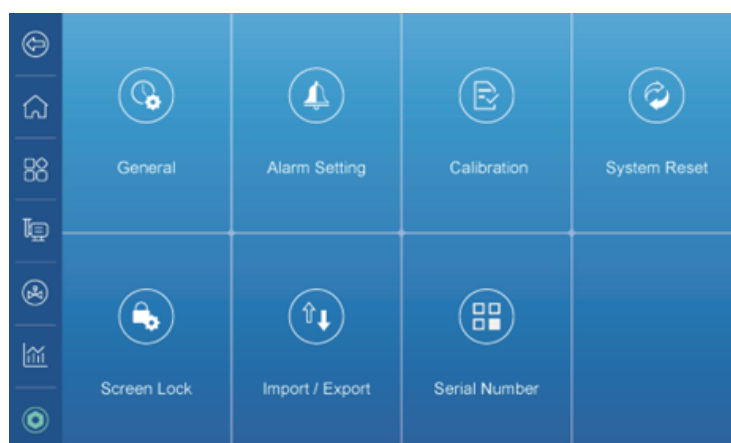 General
Alarm Setting
Calibration
System Reset
Screen Lock
Import / Export
Serial Number